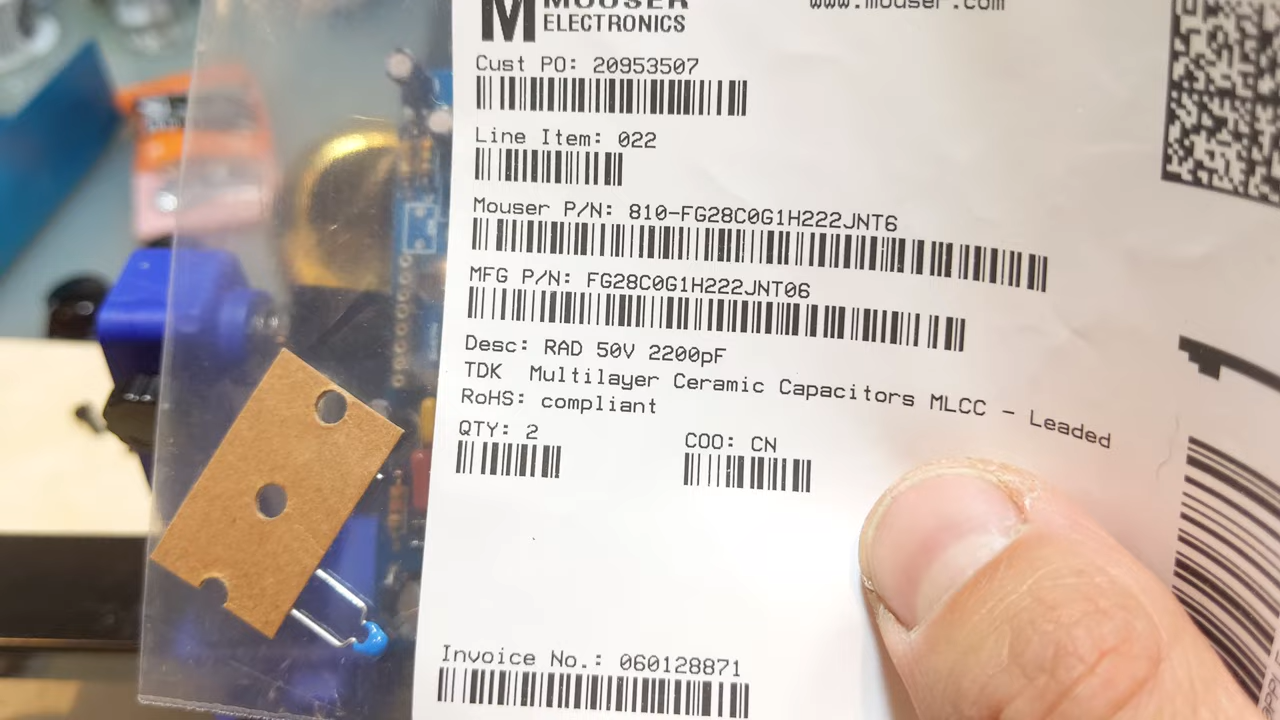 M MOUSER
ELECTRONICS
www.mouser.com
Cust PO: 20953507
Line Item: 022
Mouser P/N: 810-FG28C0G1H222JNT6
MFG P/N: FG28C0G1H222JNT06
Desc: RAD 50V 2200pF
TDK Multilayer Ceramic Capacitors MLCC - Leaded
RoHS: compliant
QTY: 2
COO: CN
Invoice No.: 060128871